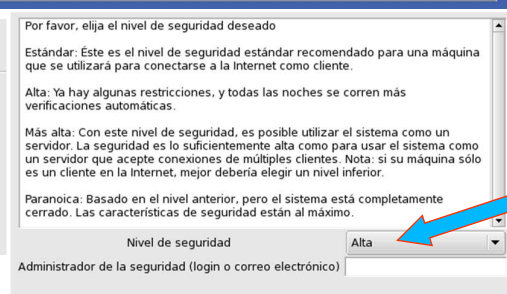 Por favor, elija el nivel de seguridad deseado
Estándar: Éste es el nivel de seguridad estándar recomendado para una máquina
que se utilizará para conectarse a la Internet como cliente.
Alta: Ya hay algunas restricciones, y todas las noches se corren más
verificaciones automáticas.
Más alta: Con este nivel de seguridad, es posible utilizar el sistema como un
servidor. La seguridad es lo suficientemente alta como para usar el sistema como
un servidor que acepte conexiones de múltiples clientes. Nota: si su máquina sólo
es un cliente en la Internet, mejor debería elegir un nivel inferior.
Paranoica: Basado en el nivel anterior, pero el sistema está completamente
cerrado. Las características de seguridad están al máximo.
Nivel de seguridad Alta
Administrador de la seguridad (login o correo electrónico)